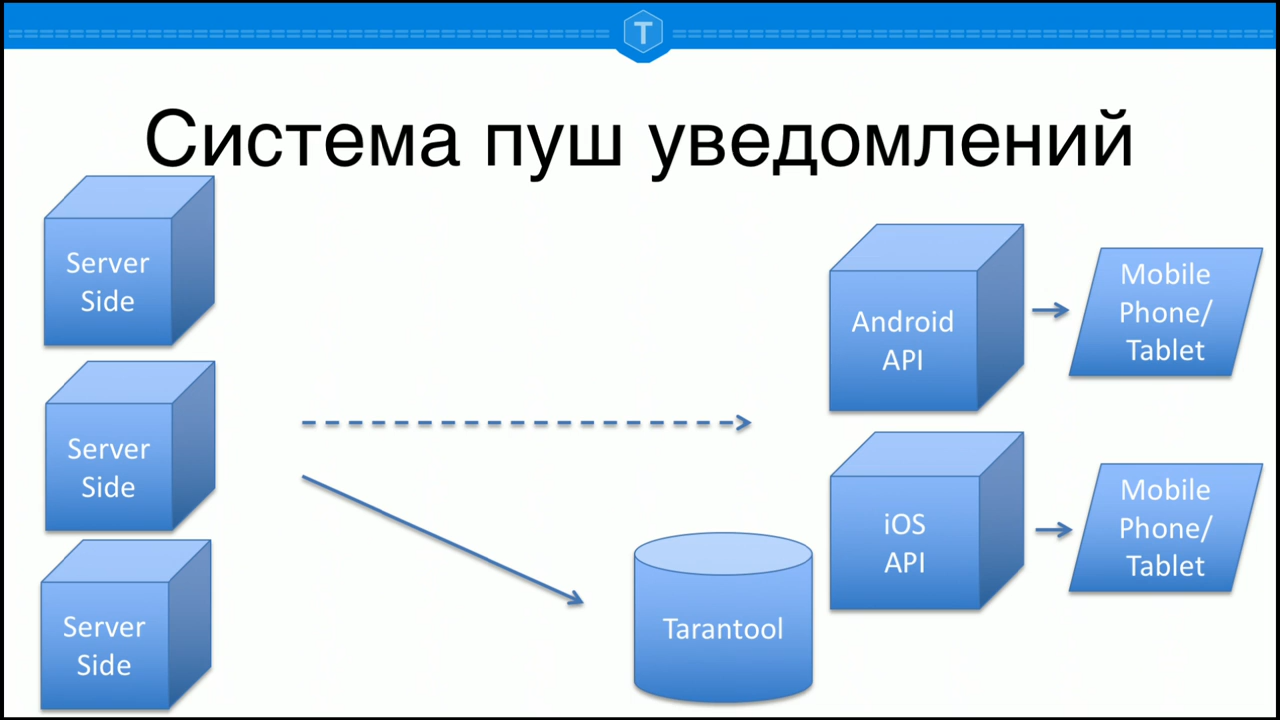 T
Система пуш уведомлений
Server
Side
Server
Side
Server
Side
Android
API
Mobile
Phone/
Tablet
iOS
API
Mobile
Phone/
Tablet
Tarantool